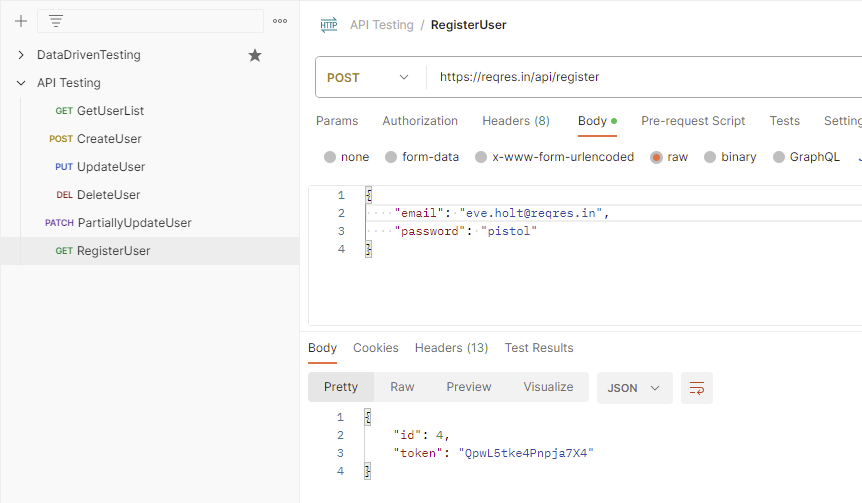 DataDrivenTesting
API Testing
GET GetUserList
POST CreateUser
PUT UpdateUser
DEL DeleteUser
PATCH PartiallyUpdateUser
GET RegisterUser
HTTP API Testing / RegisterUser
POST https://reqres.in/api/register
Params Authorization Headers (8) Body Pre-request Script Tests Setting
none form-data x-www-form-urlencoded raw binary GraphQL
1 {
2 "email": "eve.holt@reqres.in",
3 "password": "pistol"
4 }
Body Cookies Headers (13) Test Results
Pretty Raw Preview Visualize JSON
1 {
2 "id": 4,
3 "token": "QpwL5tke4Pnpja7X4"
4 }